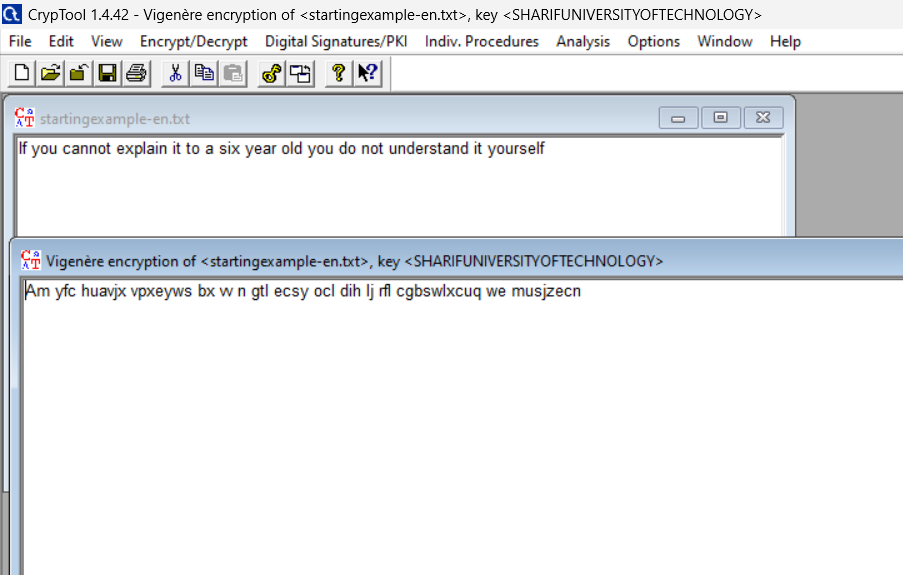 CrypTool 1.4.42 - Vigenère encryption of <startingexample-en.txt>, key <SHARIFUNIVERSITYOFTECHNOLOGY>
File Edit View Encrypt/Decrypt Digital Signatures/PKI Indiv. Procedures Analysis Options Window Help
startingexample-en.txt
If you cannot explain it to a six year old you do not understand it yourself
Vigenère encryption of <startingexample-en.txt>, key <SHARIFUNIVERSITYOFTECHNOLOGY>
Am yfc huavjx vpxeyws bx vv n gtl ecsy ocl dih lj rfl cgbswlxcuq we musjzecn